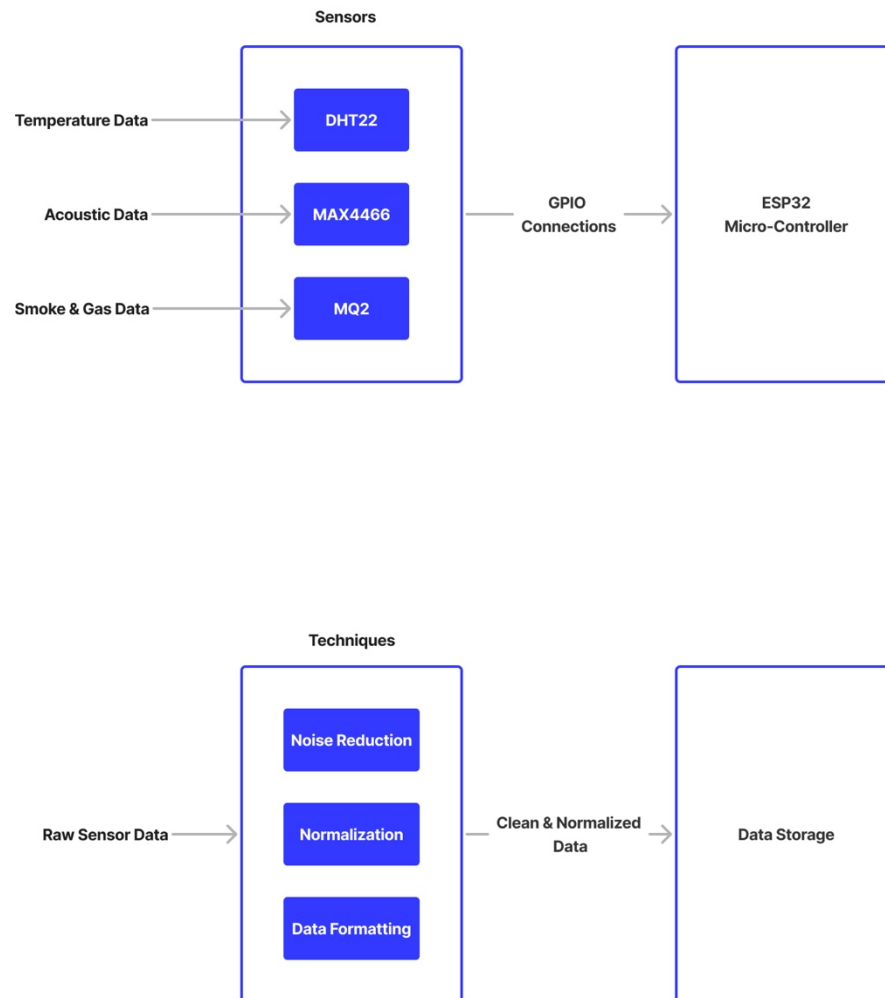 Sensors
Temperature Data
DHT22
Acoustic Data
MAX4466
Smoke & Gas Data
MQ2
GPIO
Connections
ESP32
Micro-Controller
Techniques
Noise Reduction
Raw Sensor Data
Normalization
Data Formatting
Clean & Normalized
Data
Data Storage